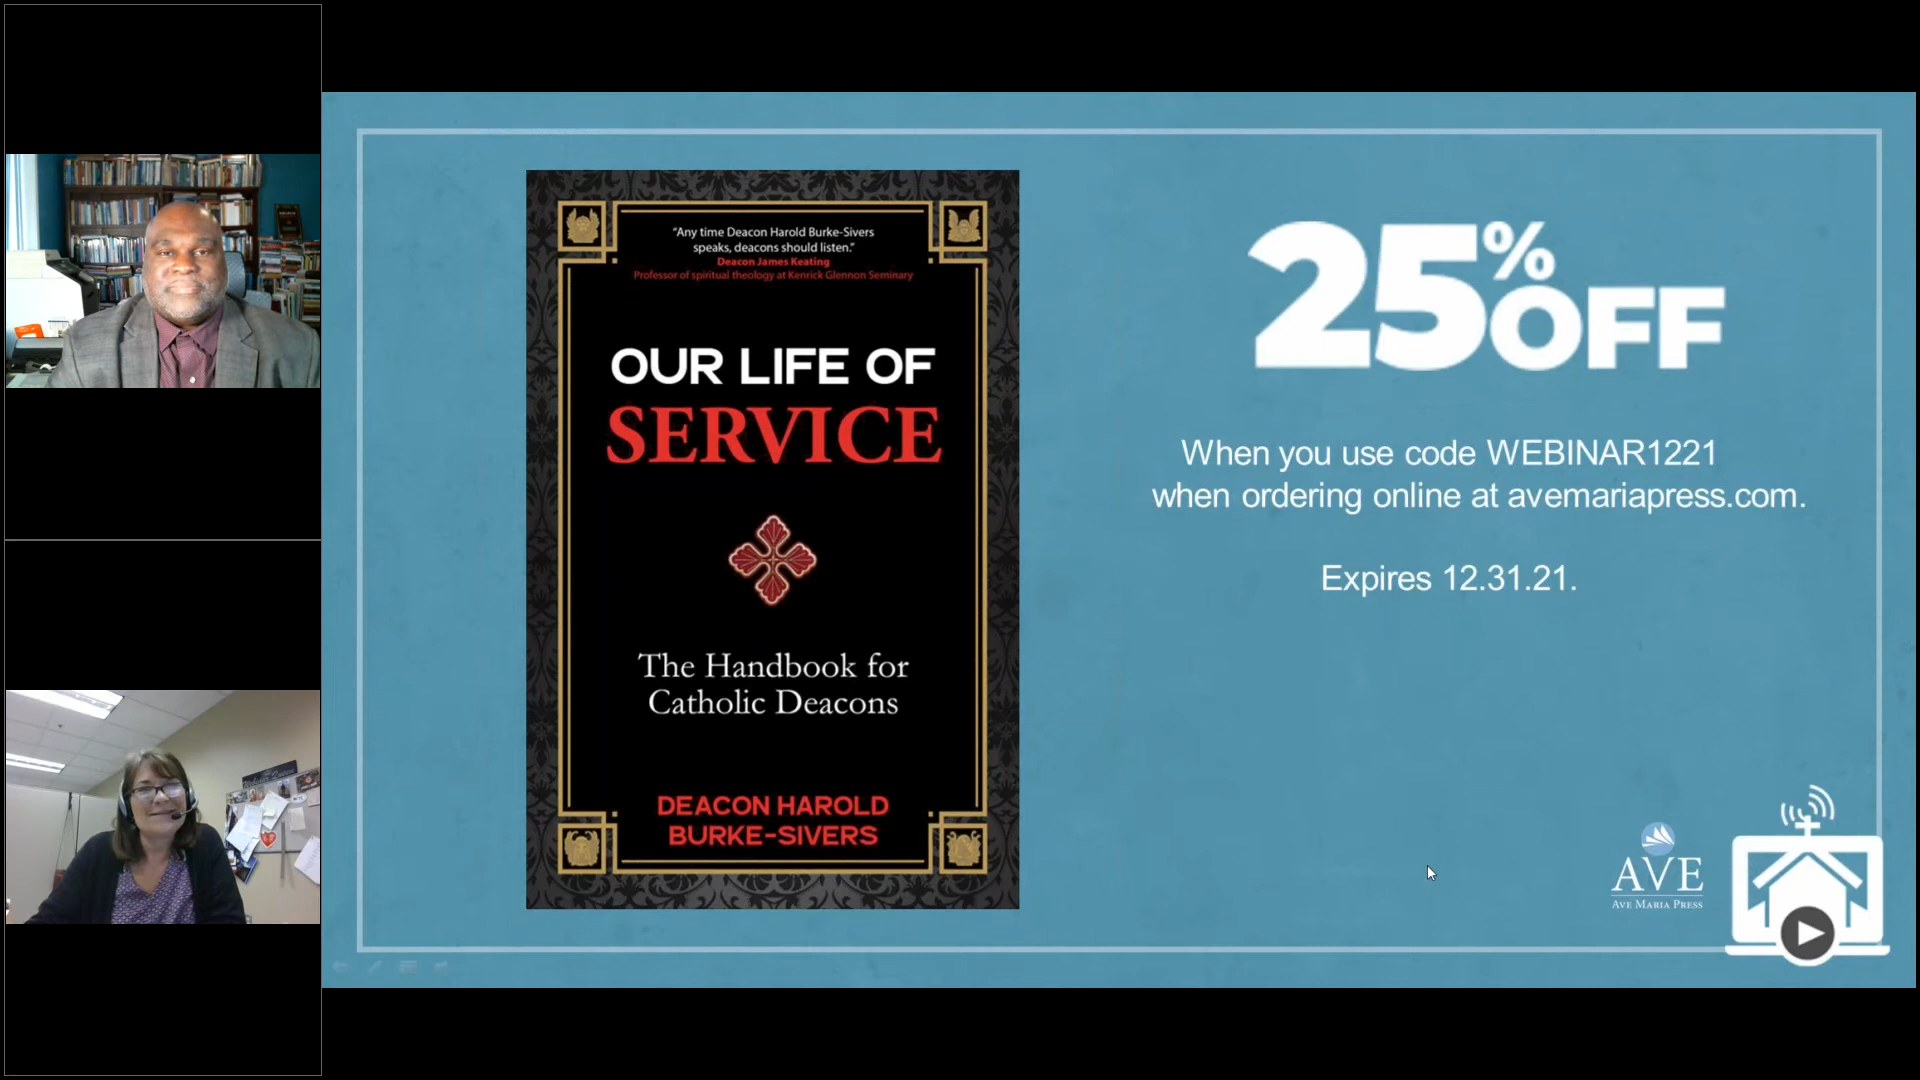 “Any time Deacon Harold Burke-Sivers
speaks, deacons should listen.”
Deacon James Keating
Professor of spiritual theology at Kenrick Glennon Seminary
OUR LIFE OF
SERVICE
The Handbook for
Catholic Deacons
DEACON HAROLD
BURKE-SIVERS
25% OFF
When you use code WEBINAR1221
when ordering online at avemariapress.com.
Expires 12.31.21.
AVE
AVE MARIA PRESS